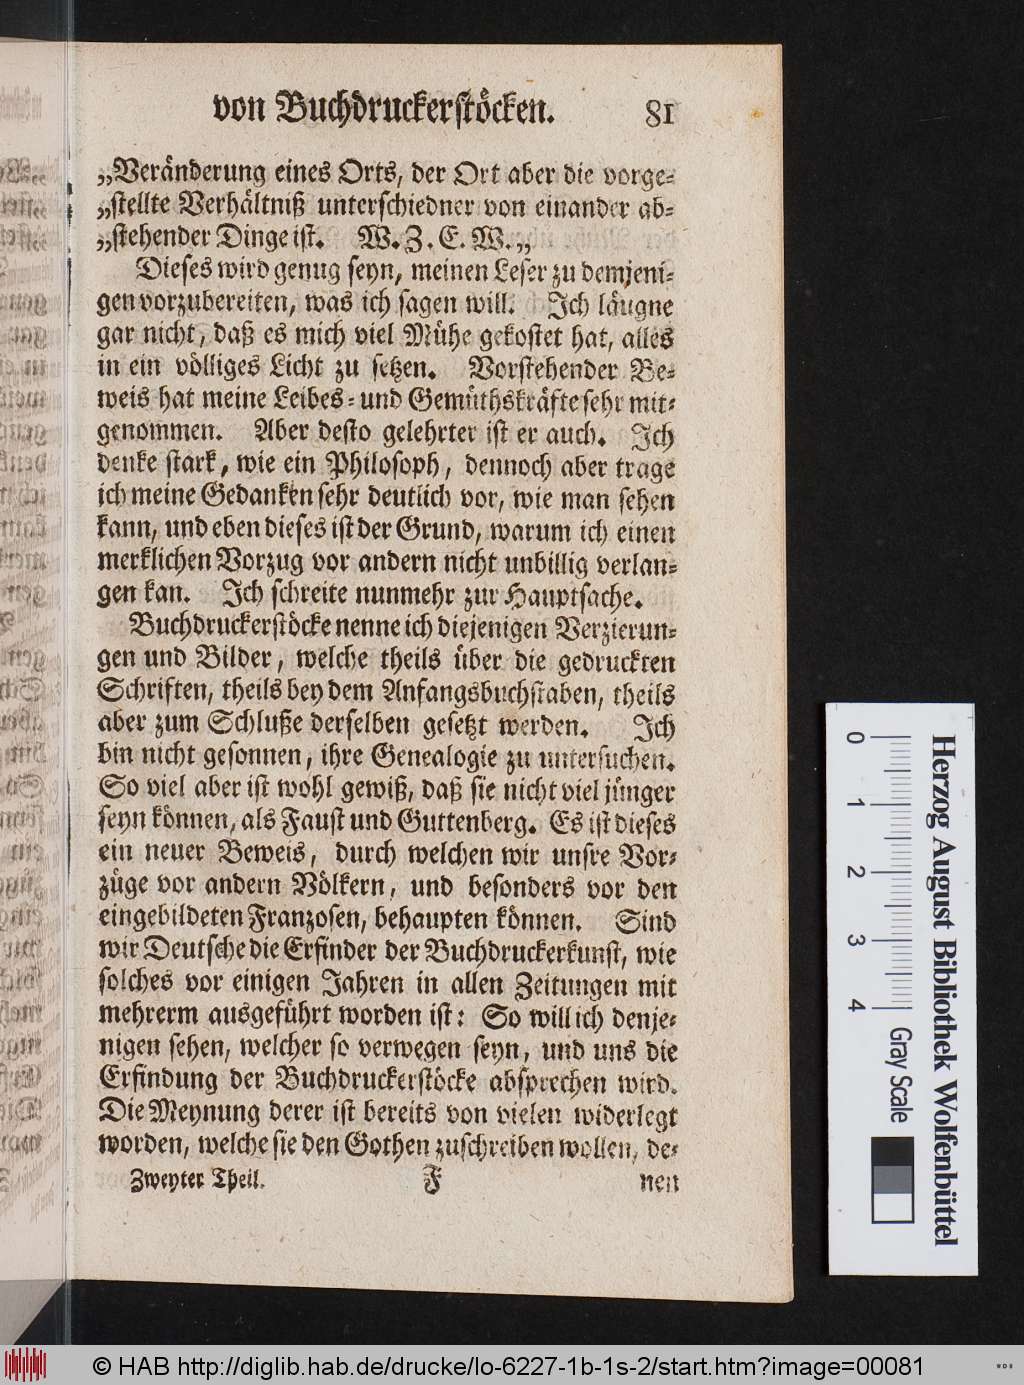 von Buchdruckerstöcken. 81
„Veränderung eines Orts, der Ort aber die vorge-
„stellte Verhältniß unterschiedner von einander ab-
„stehender Dinge ist. W. Z. E. W.„
Dieses wird genug seyn, meinen Leser zu demjeni-
gen vorzubereiten, was ich sagen will. Ich läugne
gar nicht, daß es mich viel Mühe gekostet hat, alles
in ein völliges Licht zu setzen. Vorstehender Be-
weis hat meine Leibes- und Gemüthskräfte sehr mit-
genommen. Aber desto gelehrter ist er auch. Ich
denke stark, wie ein Philosoph, dennoch aber trage
ich meine Gedanken sehr deutlich vor, wie man sehen
kann, und eben dieses ist der Grund, warum ich einen
merklichen Vorzug vor andern nicht unbillig verlan-
gen kan. Ich schreite nunmehr zur Hauptsache.
Buchdruckerstöcke nenne ich diejenigen Verzierun-
gen und Bilder, welche theils über die gedruckten
Schriften, theils bey dem Anfangsbuchstaben, theils
aber zum Schluße derselben gesetzt werden. Ich
bin nicht gesonnen, ihre Genealogie zu untersuchen.
So viel aber ist wohl gewiß, daß sie nicht viel jünger
seyn können, als Faust und Guttenberg. Es ist dieses
ein neuer Beweis, durch welchen wir unsre Vor-
züge vor andern Völkern, und besonders vor den
eingebildeten Franzosen, behaupten können. Sind
wir Deutsche die Erfinder der Buchdruckerkunst, wie
solches vor einigen Jahren in allen Zeitungen mit
mehrerm ausgeführt worden ist: So will ich denje-
nigen sehen, welcher so verwegen seyn, und uns die
Erfindung der Buchdruckerstöcke absprechen wird.
Die Meynung derer ist bereits von vielen widerlegt
worden, welche sie den Gothen zuschreiben wollen, de-
Zweyter Theil. F nen
0 1 2 3 4 Gray Scale
Herzog August Bibliothek Wolfenbüttel
© HAB http://diglib.hab.de/drucke/lo-6227-1b-1s-2/start.htm?image=00081